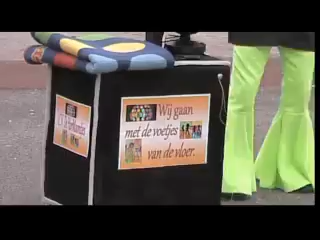 Wij gaan
met de voetjes
van de vloer.